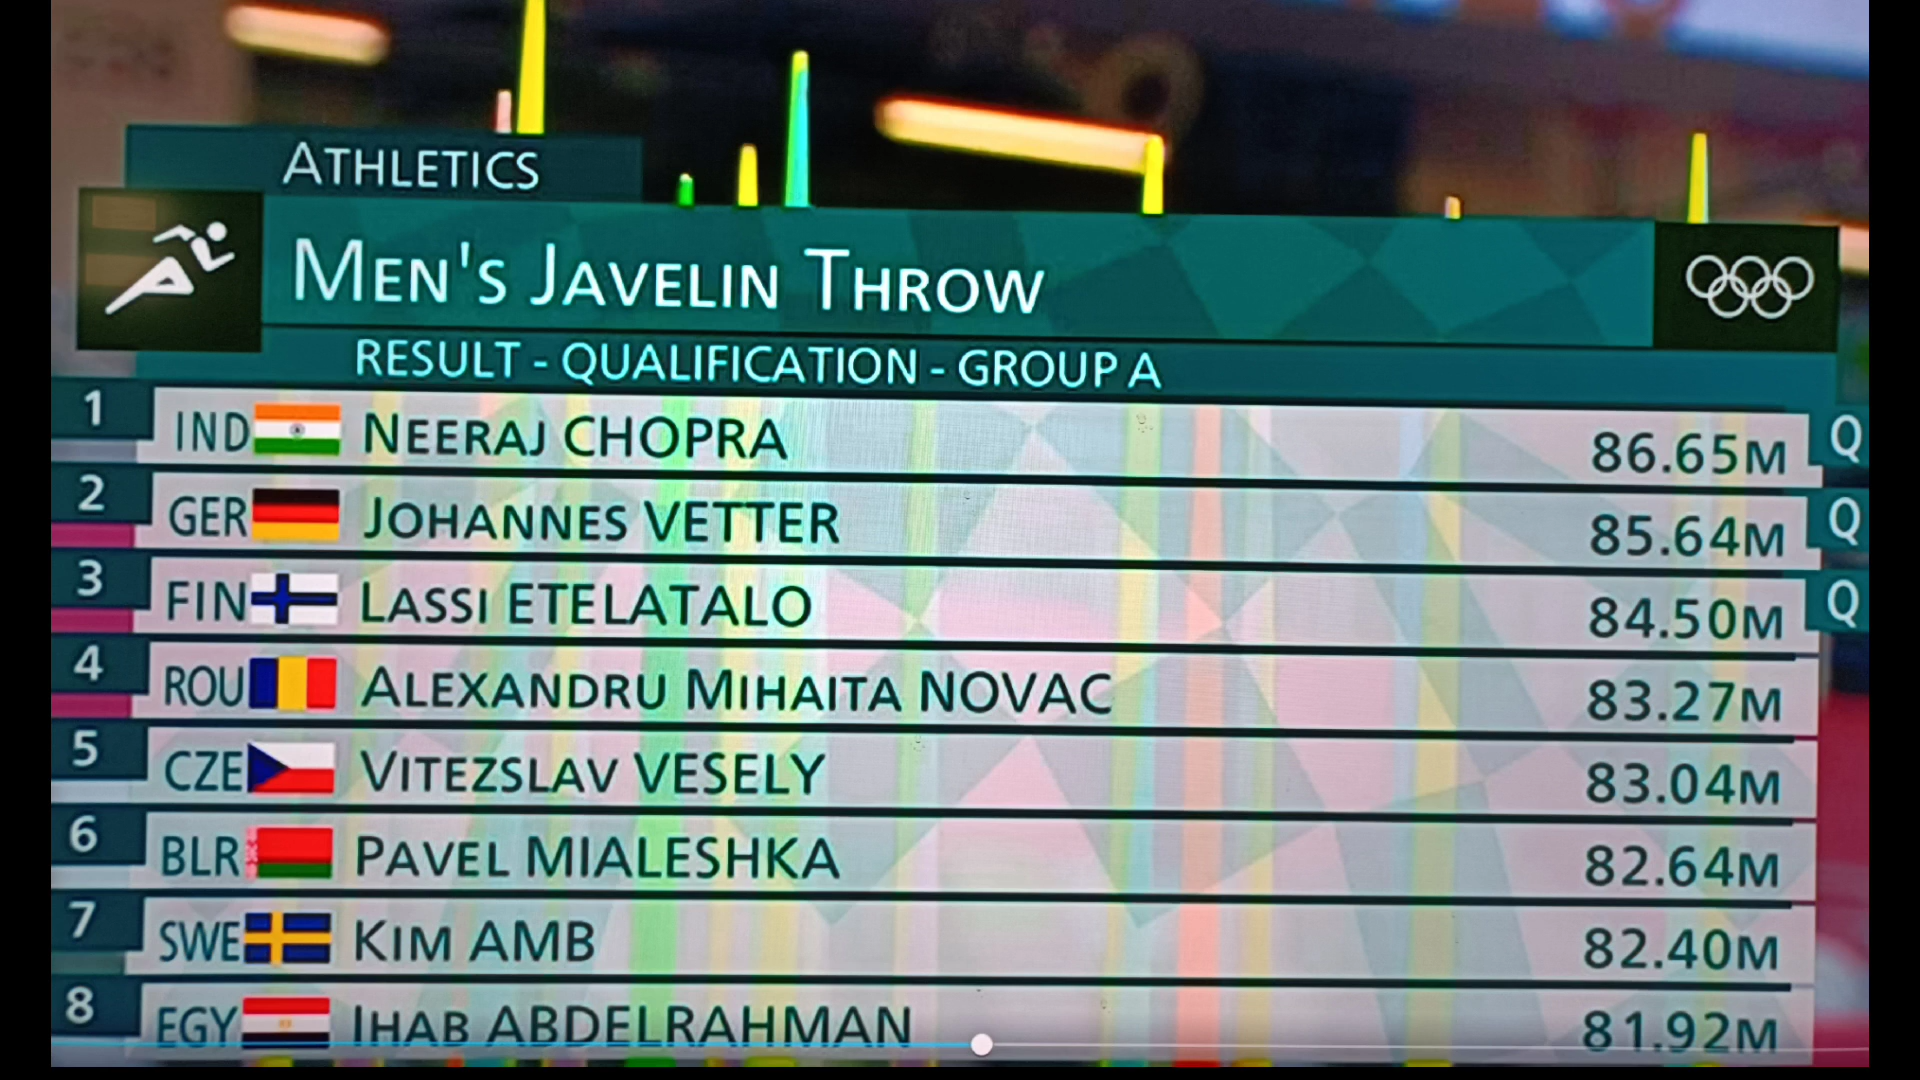 ATHLETICS
MEN'S JAVELIN THROW
RESULT - QUALIFICATION - GROUP A
1 IND NEERAJ CHOPRA 86.65M Q
2 GER JOHANNES VETTER 85.64M Q
3 FIN LASSI ETELATALO 84.50M Q
4 ROU ALEXANDRU MIHAITA NOVAC 83.27M
5 CZE VITEZSLAV VESELY 83.04M
6 BLR PAVEL MIALESHKA 82.64M
7 SWE KIM AMB 82.40M
8 EGY IHAB ABDELRAHMAN 81.92M